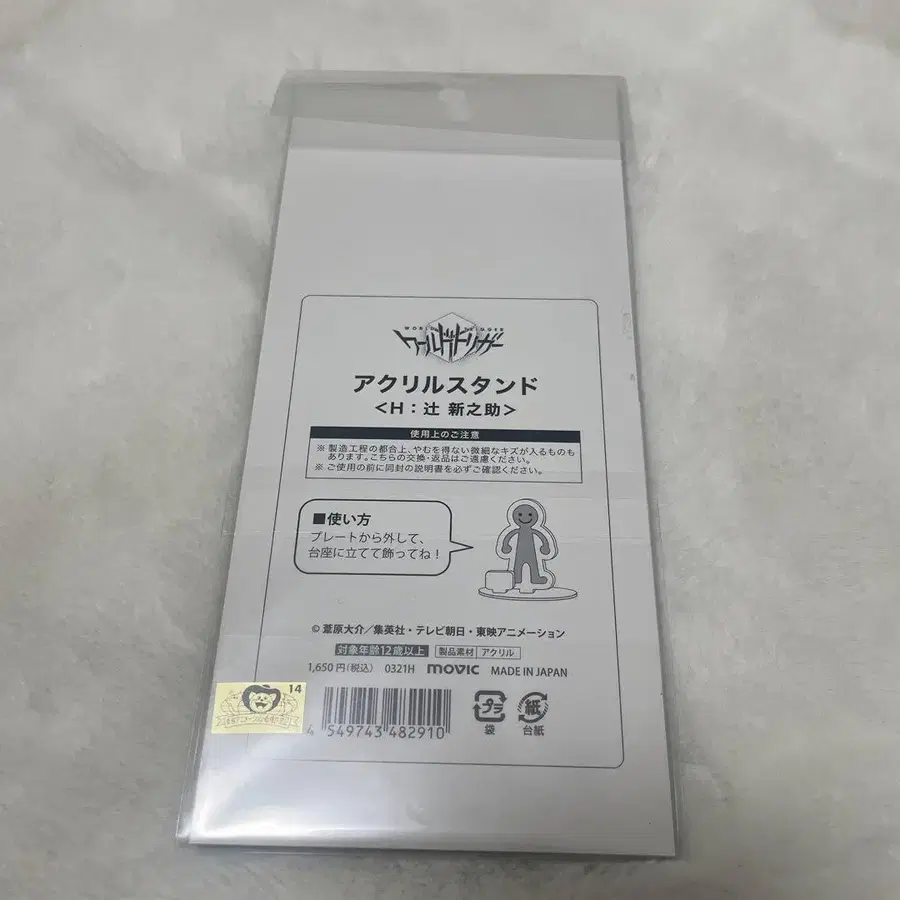 WORLD TRIGGER
ワールドトリガー
アクリルスタンド
<H：辻 新之助>
使用上のご注意
※ 製造工程の都合上、やむを得ない微細なキズが入るものも
あります。こちらの交換・返品はご遠慮ください。
※ ご使用の前に同封の説明書を必ずご確認ください。
■使い方
プレートから外して、
台座に立てて飾ってね！
© 葦原大介／集英社・テレビ朝日・東映アニメーション
対象年齢12歳以上 製品素材 アクリル
1,650円(税込) 0321H movic MADE IN JAPAN
14
4 549743 482910
プラ
袋
紙
台紙